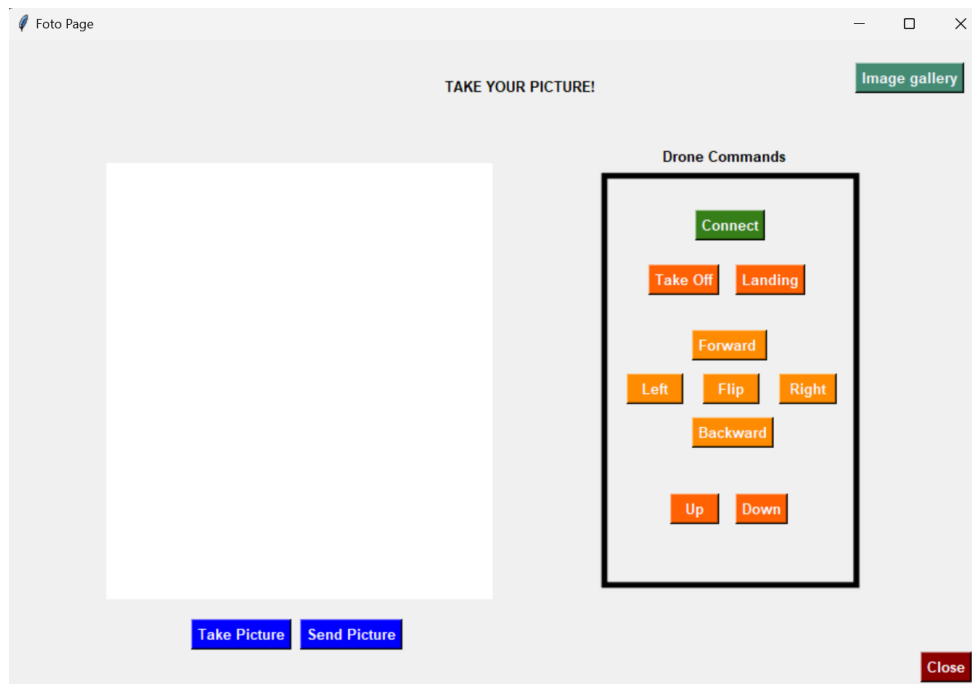 Foto Page
TAKE YOUR PICTURE!
Image gallery
Drone Commands
Connect
Take Off Landing
Forward
Left Flip Right
Backward
Up Down
Take Picture Send Picture
Close